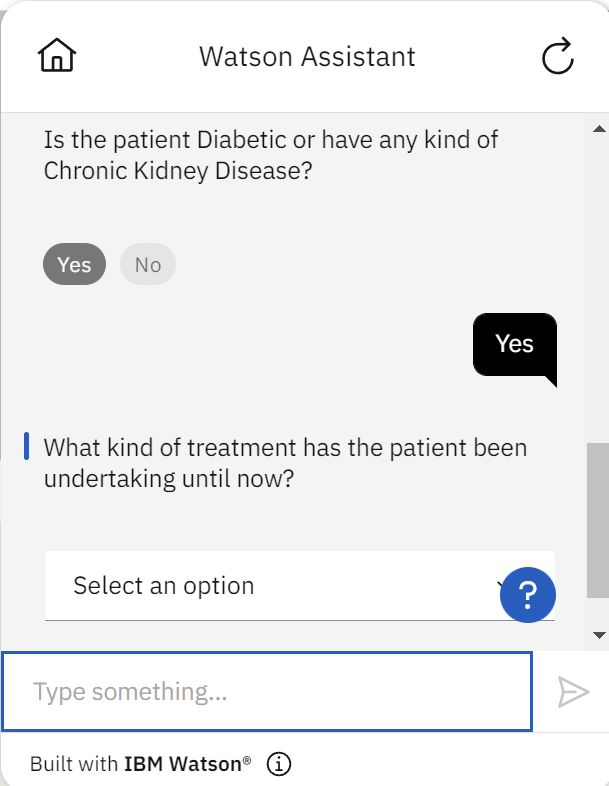 Watson Assistant
Is the patient Diabetic or have any kind of
Chronic Kidney Disease?
Yes No
Yes
What kind of treatment has the patient been
undertaking until now?
Select an option
?
Type something...
Built with IBM Watson®